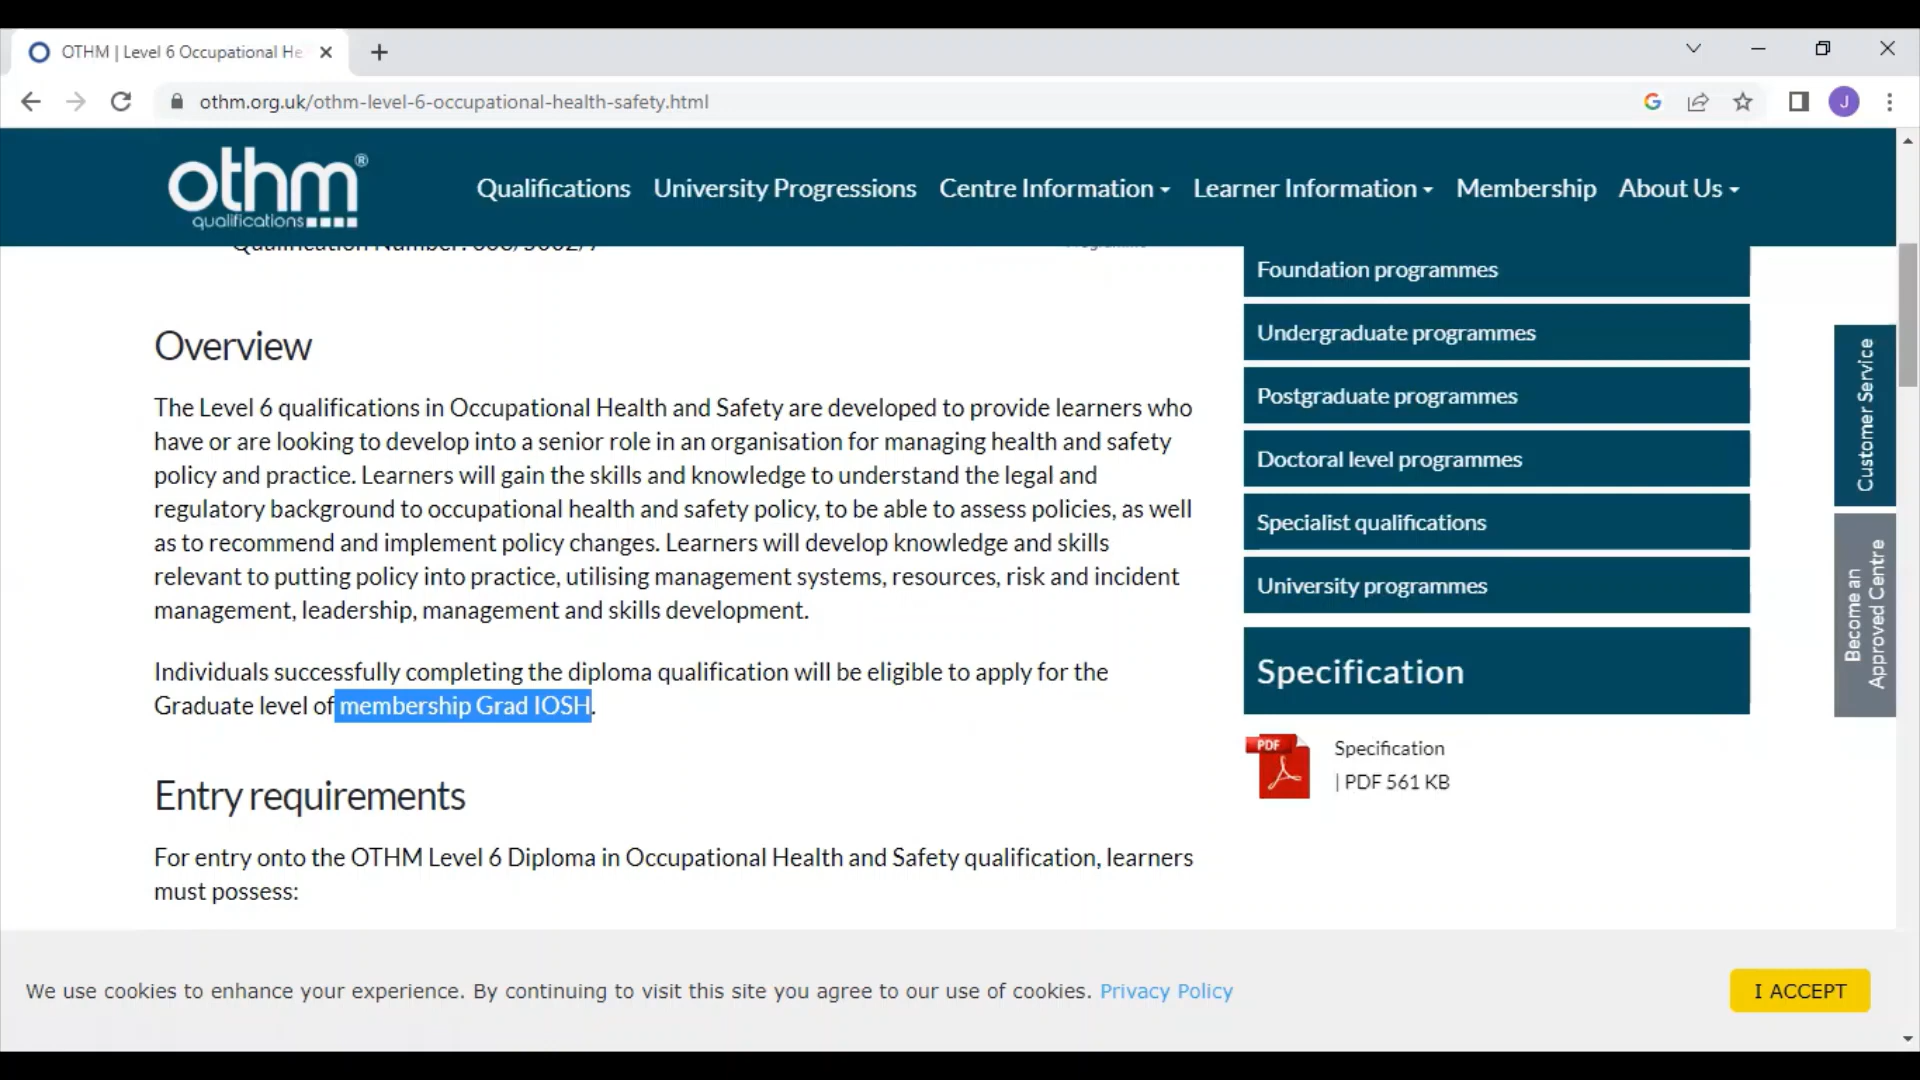 OTHM | Level 6 Occupational He
othm.org.uk/othm-level-6-occupational-health-safety.html
J
othm®
qualifications
Qualifications University Progressions Centre Information Learner Information Membership About Us
Overview
The Level 6 qualifications in Occupational Health and Safety are developed to provide learners who
have or are looking to develop into a senior role in an organisation for managing health and safety
policy and practice. Learners will gain the skills and knowledge to understand the legal and
regulatory background to occupational health and safety policy, to be able to assess policies, as well
as to recommend and implement policy changes. Learners will develop knowledge and skills
relevant to putting policy into practice, utilising management systems, resources, risk and incident
management, leadership, management and skills development.
Individuals successfully completing the diploma qualification will be eligible to apply for the
Graduate level of membership Grad IOSH.
Entry requirements
For entry onto the OTHM Level 6 Diploma in Occupational Health and Safety qualification, learners
must possess:
Foundation programmes
Undergraduate programmes
Postgraduate programmes
Doctoral level programmes
Specialist qualifications
University programmes
Specification
PDF
Specification
| PDF 561 KB
Customer Service
Become an
Approved Centre
We use cookies to enhance your experience. By continuing to visit this site you agree to our use of cookies. Privacy Policy
I ACCEPT